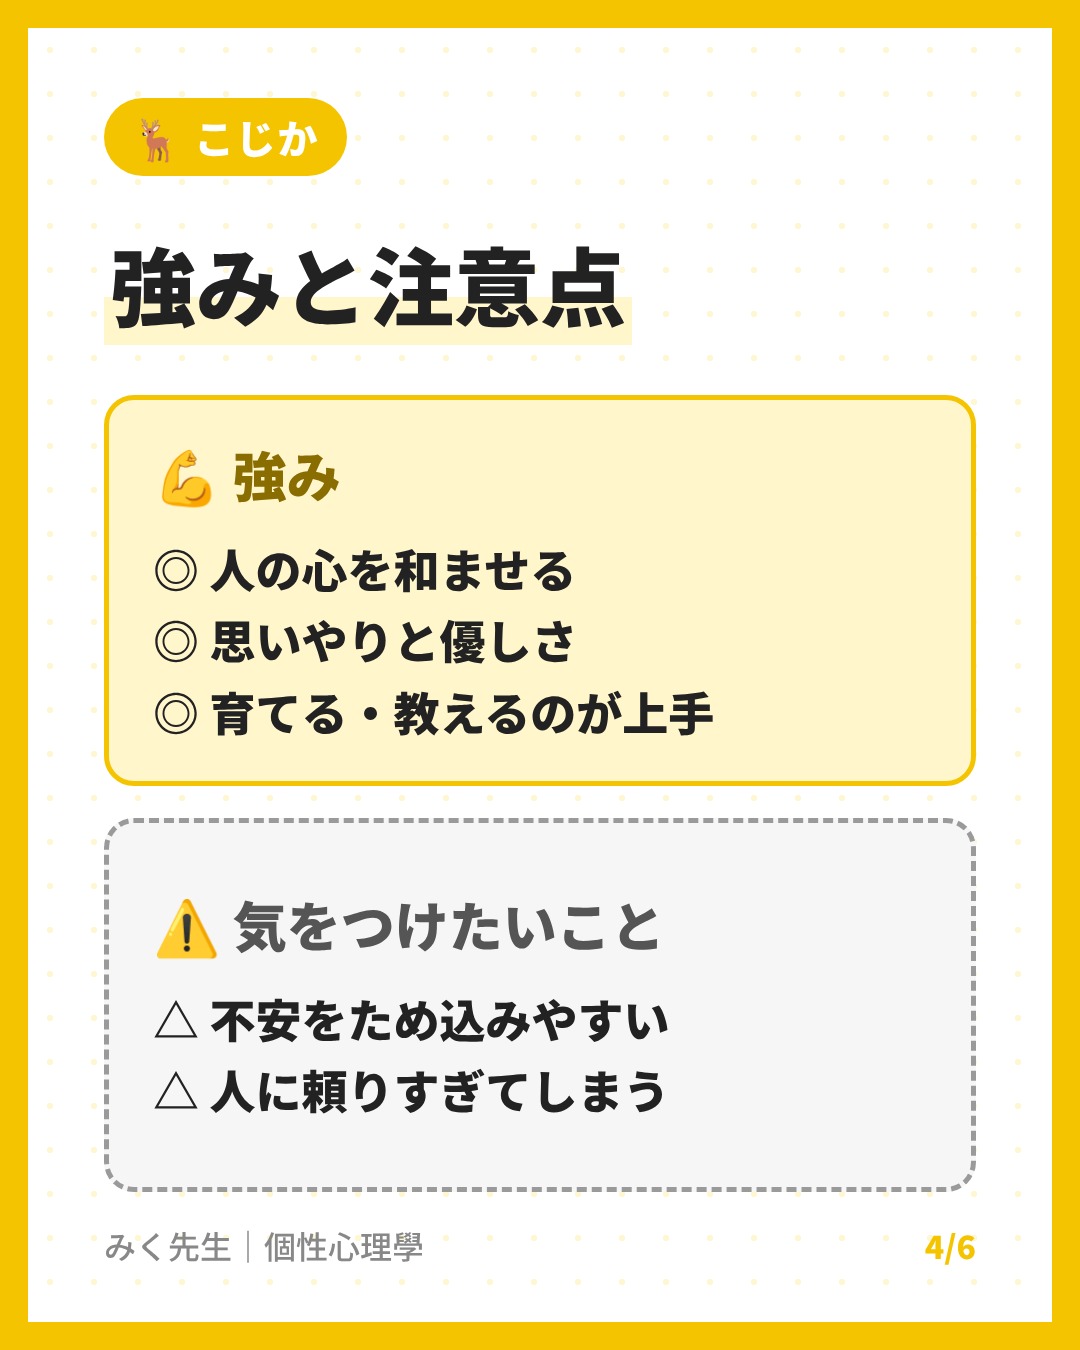 🦌 こじか
強みと注意点
💪 強み
◎ 人の心を和ませる
◎ 思いやりと優しさ
◎ 育てる・教えるのが上手
⚠️ 気をつけたいこと
△ 不安をため込みやすい
△ 人に頼りすぎてしまう
みく先生｜個性心理學
4/6